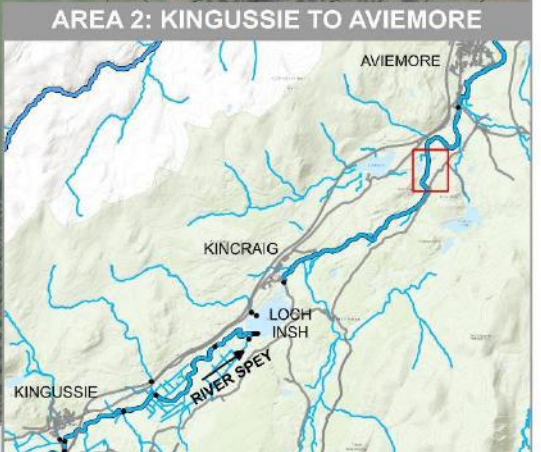 AREA 2: KINGUSSIE TO AVIEMORE
AVIEMORE
KINCRAIG
LOCH
INSH
RIVER SPEY
KINGUSSIE